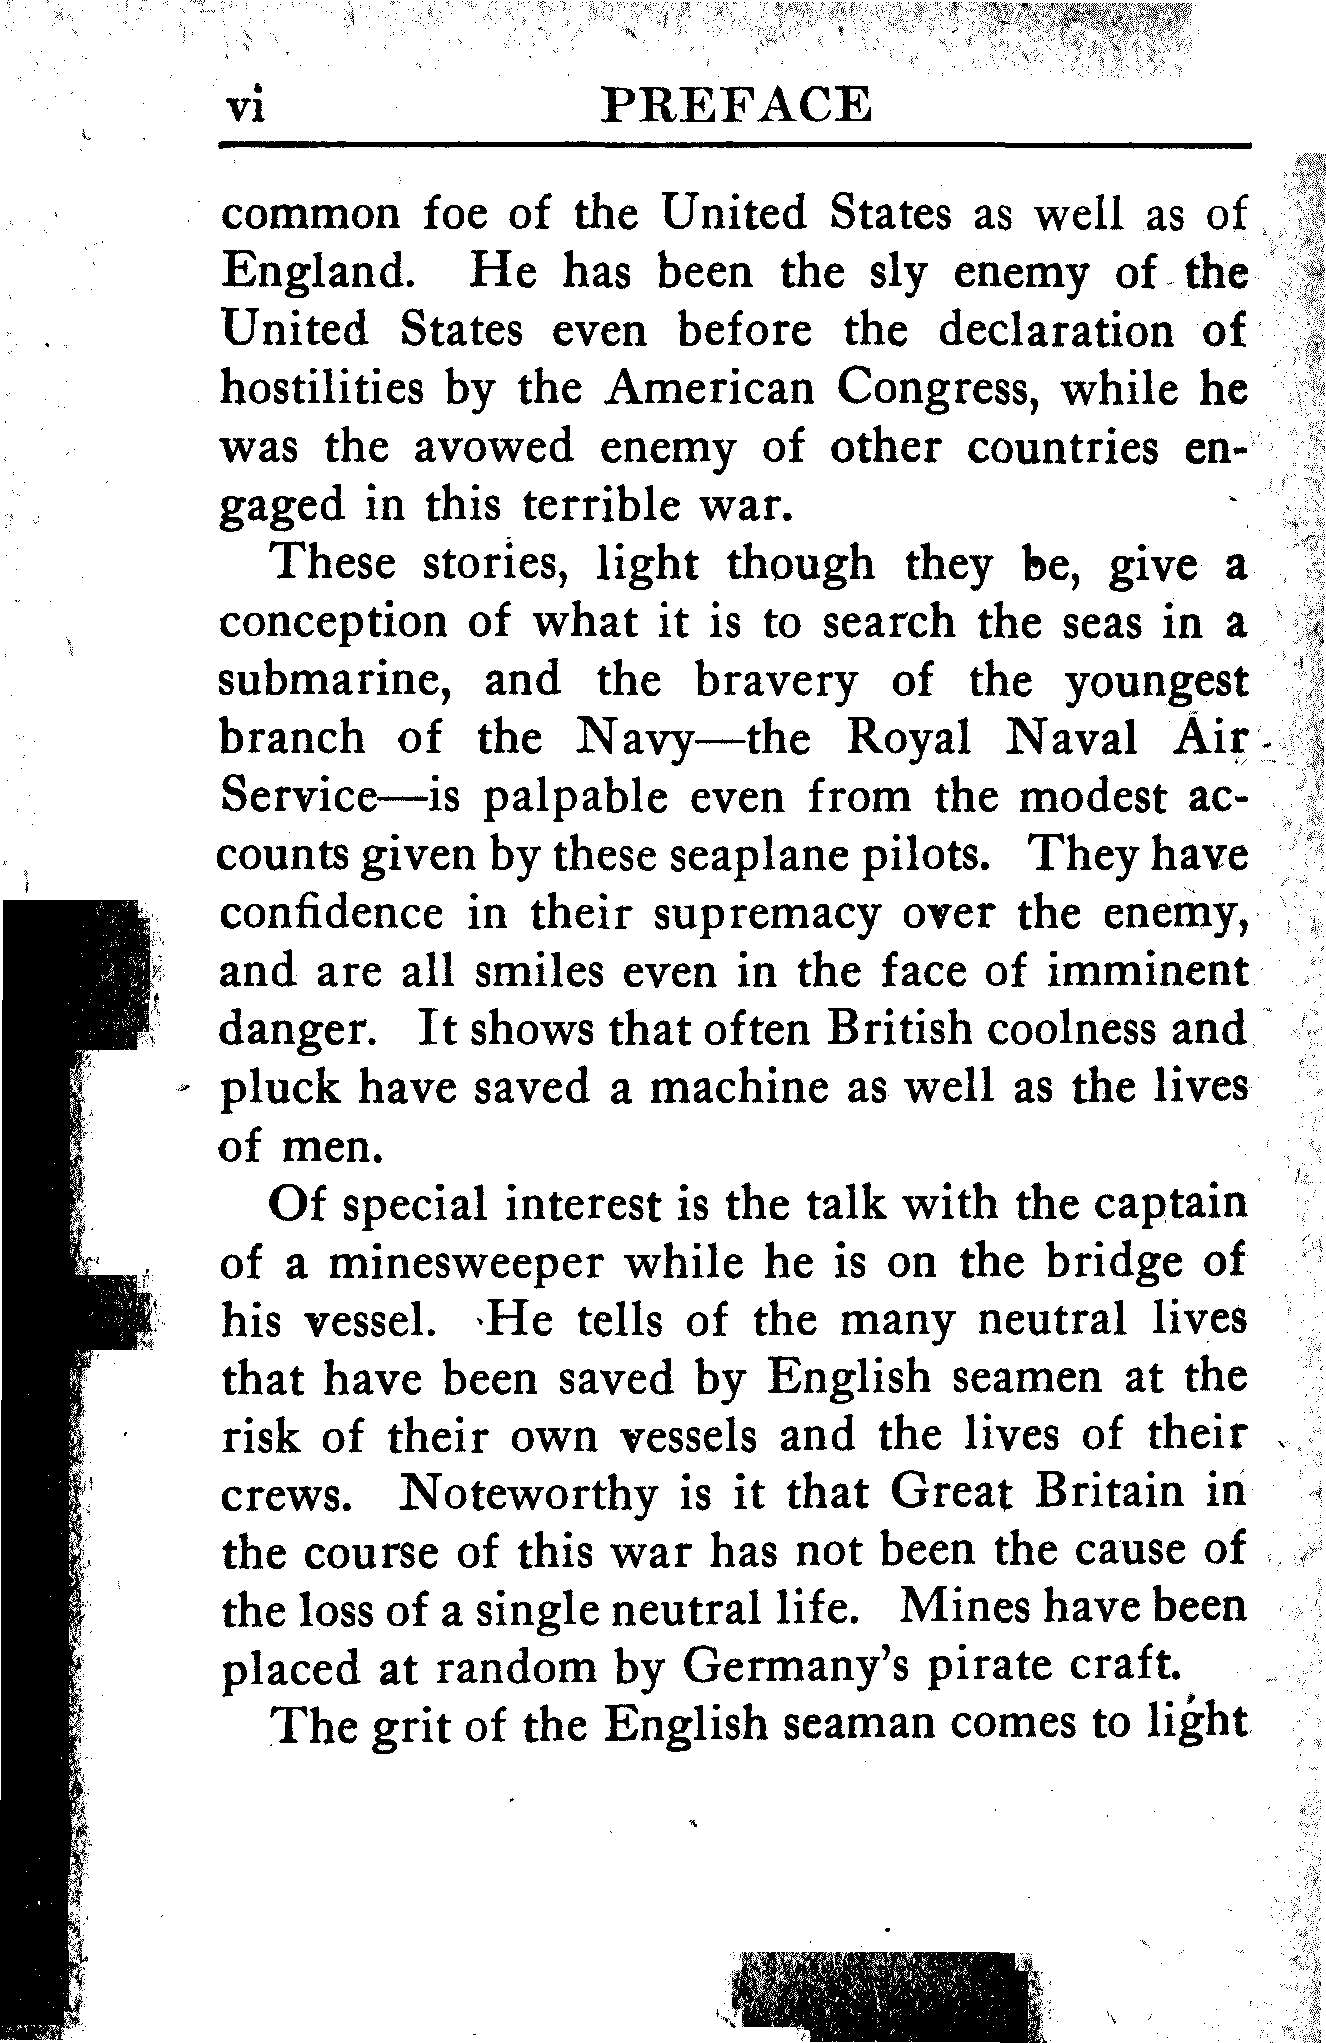 vi PREFACE
common foe of the United States as well as of
England. He has been the sly enemy of the
United States even before the declaration of
hostilities by the American Congress, while he
was the avowed enemy of other countries en-
gaged in this terrible war.
These stories, light though they be, give a
conception of what it is to search the seas in a
submarine, and the bravery of the youngest
branch of the Navy—the Royal Naval Air
Service—is palpable even from the modest ac-
counts given by these seaplane pilots. They have
confidence in their supremacy over the enemy,
and are all smiles even in the face of imminent
danger. It shows that often British coolness and
pluck have saved a machine as well as the lives
of men.
Of special interest is the talk with the captain
of a minesweeper while he is on the bridge of
his vessel. He tells of the many neutral lives
that have been saved by English seamen at the
risk of their own vessels and the lives of their
crews. Noteworthy is it that Great Britain in
the course of this war has not been the cause of
the loss of a single neutral life. Mines have been
placed at random by Germany's pirate craft.
The grit of the English seaman comes to light